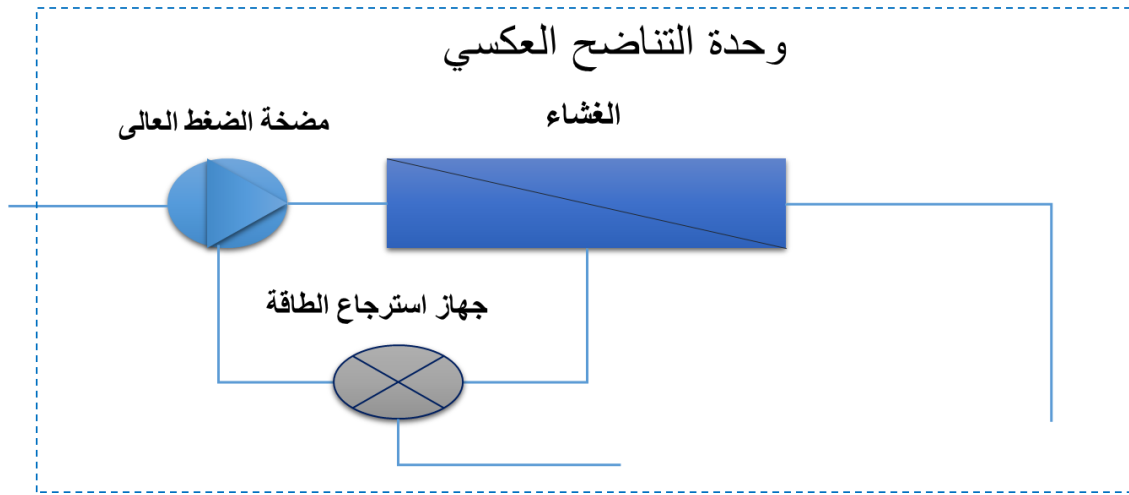 وحدة التناضح العكسي
الغشاء
مضخة الضغط العالى
جهاز استرجاع الطاقة